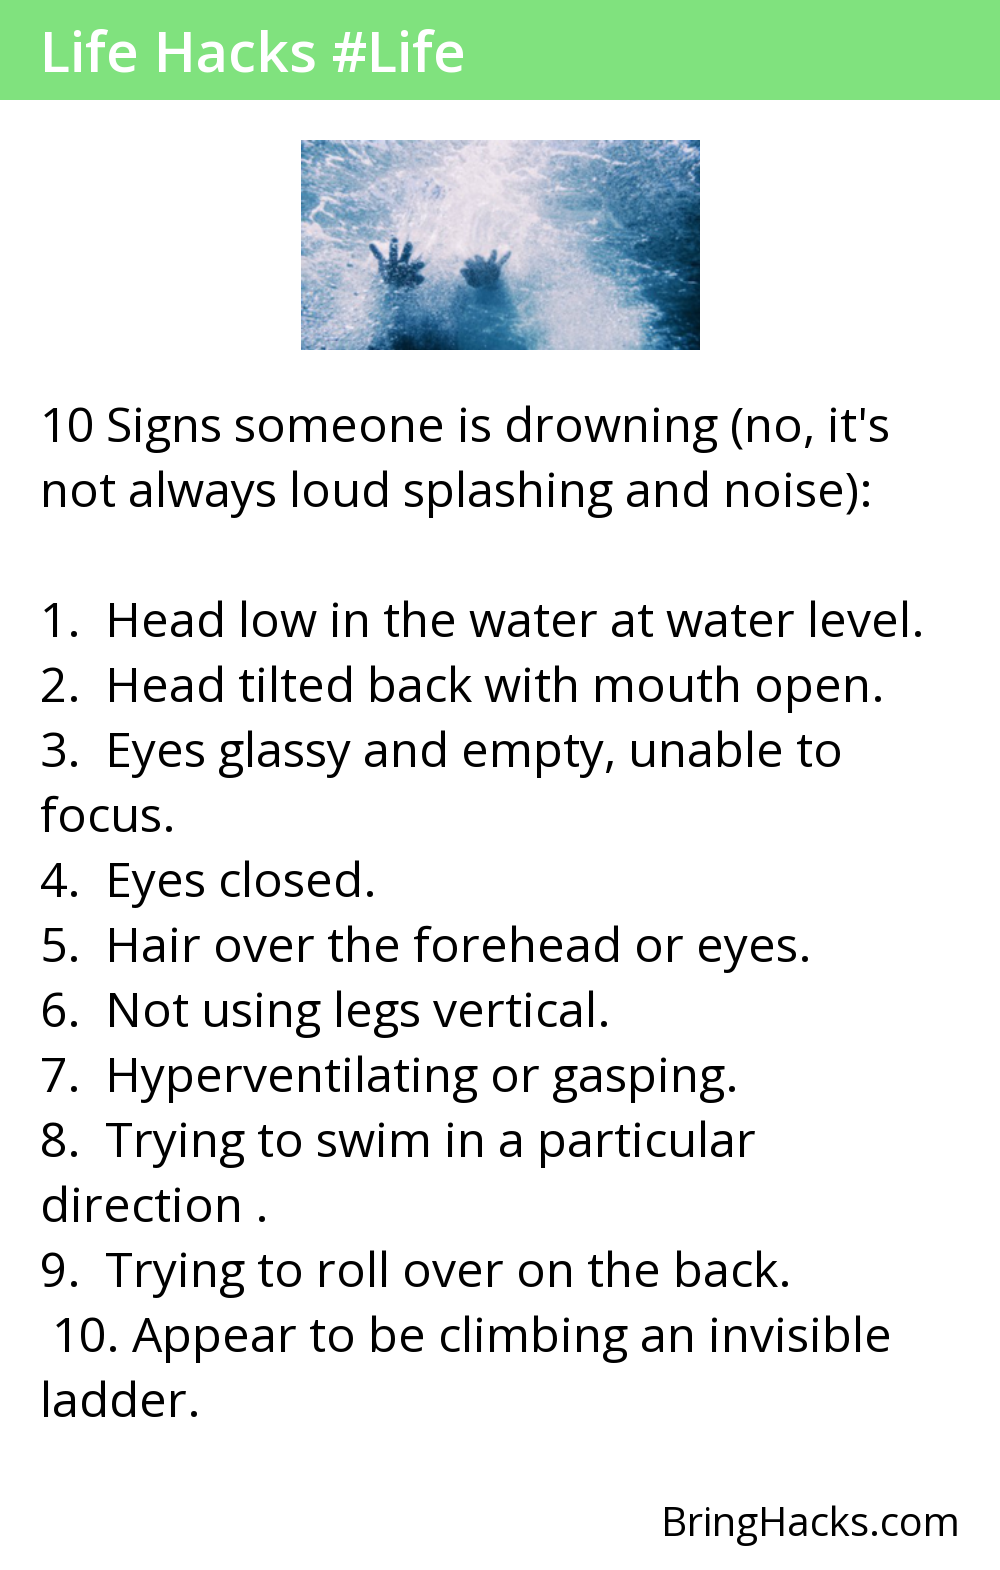 Life Hacks #Life
10 Signs someone is drowning (no, it's
not always loud splashing and noise):
1. Head low in the water at water level.
2. Head tilted back with mouth open.
3. Eyes glassy and empty, unable to
focus.
4. Eyes closed.
5. Hair over the forehead or eyes.
6. Not using legs vertical.
7. Hyperventilating or gasping.
8. Trying to swim in a particular
direction .
9. Trying to roll over on the back.
10. Appear to be climbing an invisible
ladder.
BringHacks.com